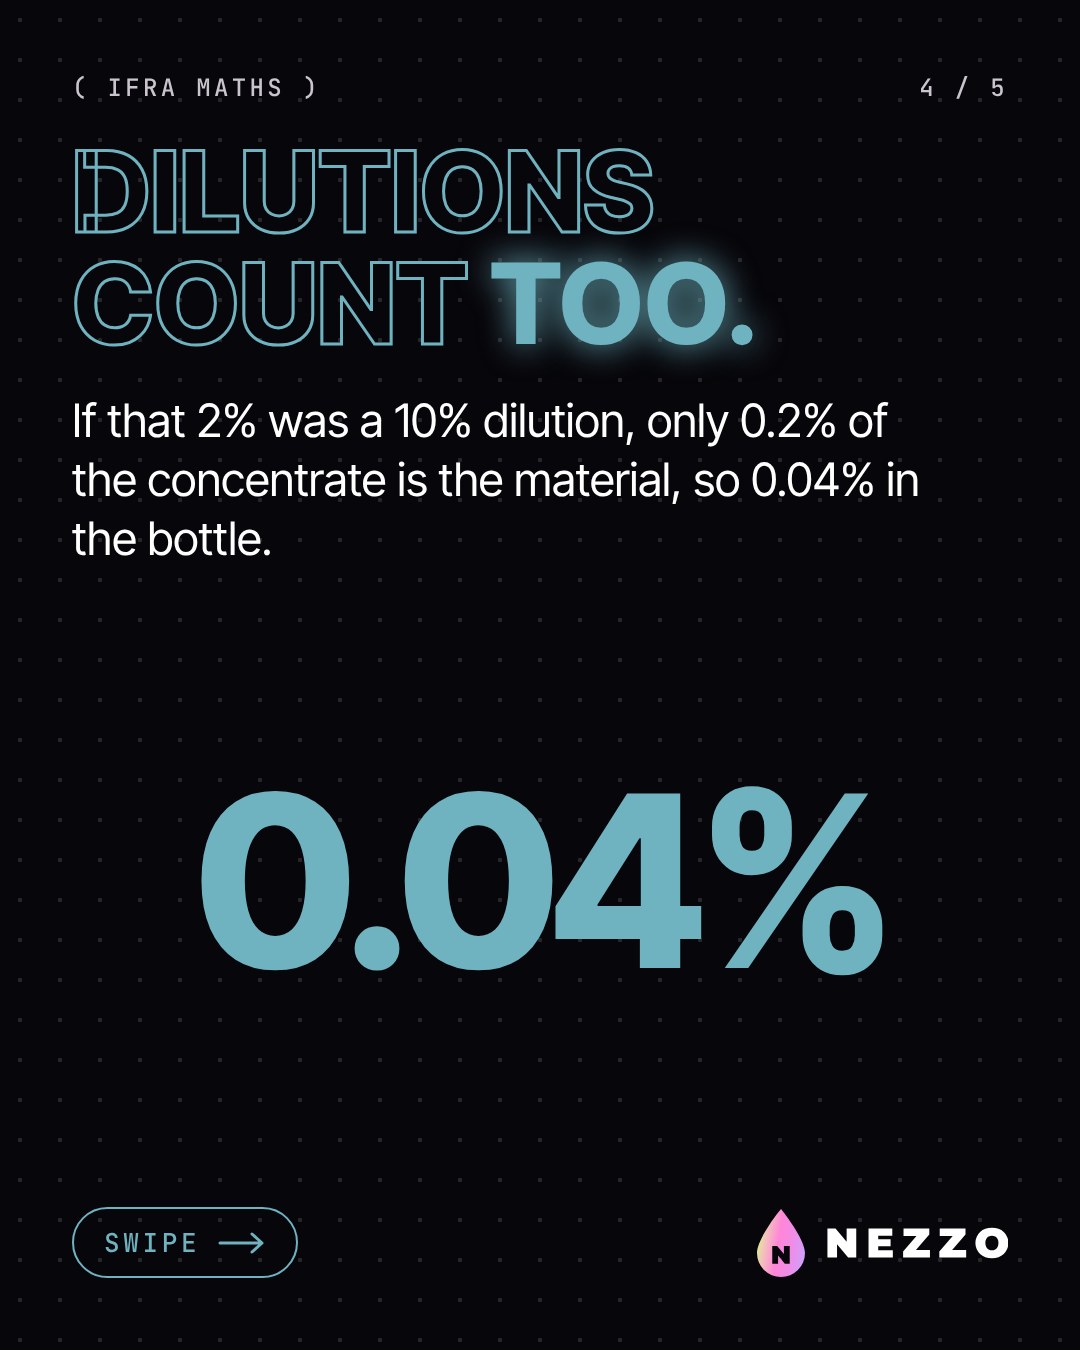 ( IFRA MATHS )
4 / 5
DILUTIONS
COUNT TOO.
If that 2% was a 10% dilution, only 0.2% of
the concentrate is the material, so 0.04% in
the bottle.
0.04%
SWIPE →
N NEZZO